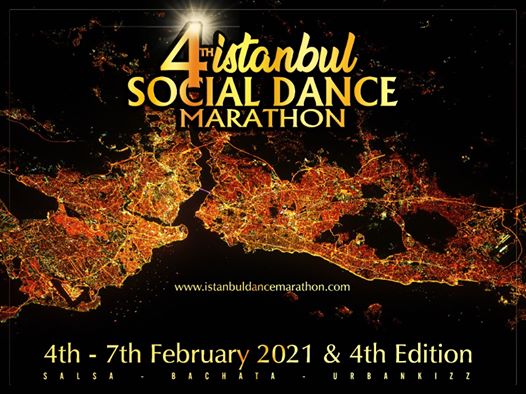 4TH istanbul
SOCIAL DANCE
MARATHON
www.istanbuldancemarathon.com
4th - 7th February 2021 & 4th Edition
SALSA - BACHATA - URBANKIZZ